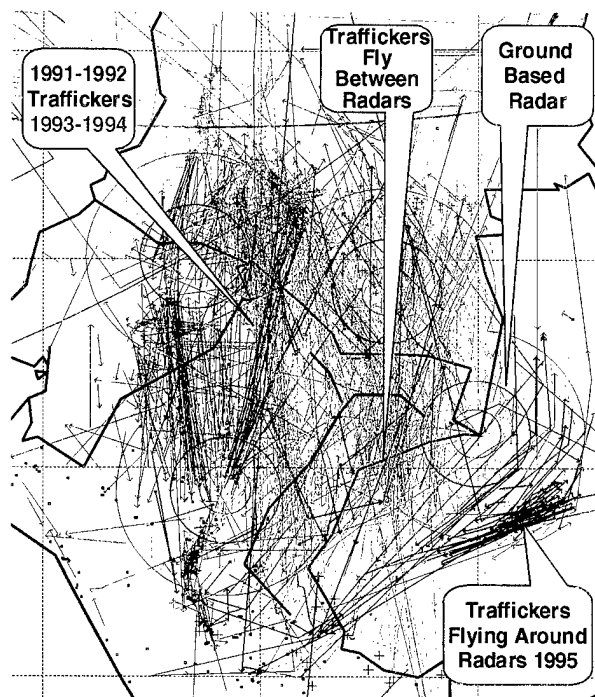 1991-1992
Traffickers
1993-1994
Traffickers
Fly
Between
Radars
Ground
Based
Radar
Traffickers
Flying Around
Radars 1995